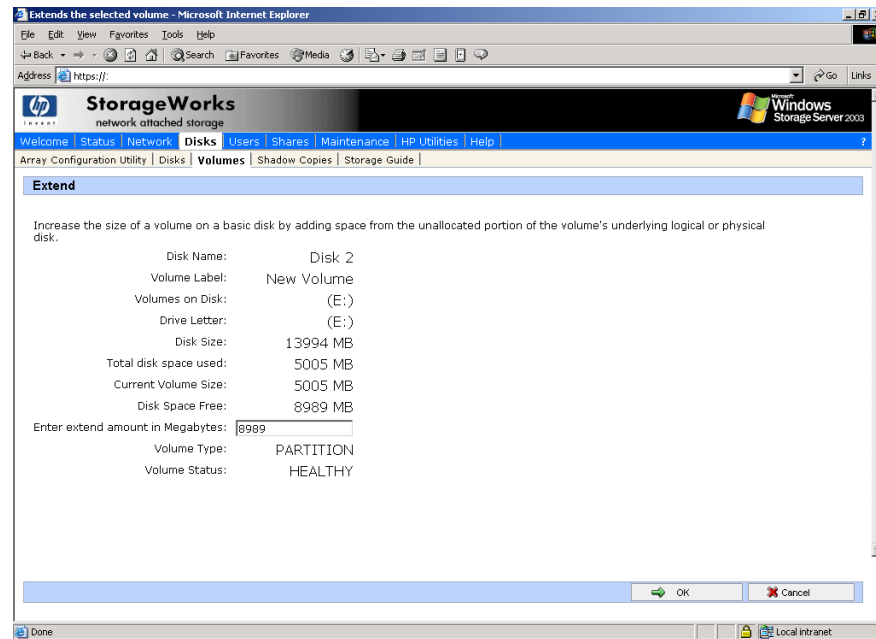 Extends the selected volume - Microsoft Internet Explorer
File Edit View Favorites Tools Help
Back Search Favorites Media
Address https://: Go Links
hp invent StorageWorks network attached storage
Microsoft Windows Storage Server 2003
Welcome Status Network Disks Users Shares Maintenance HP Utilities Help ?
Array Configuration Utility Disks Volumes Shadow Copies Storage Guide
Extend
Increase the size of a volume on a basic disk by adding space from the unallocated portion of the volume's underlying logical or physical
disk.
Disk Name: Disk 2
Volume Label: New Volume
Volumes on Disk: (E:)
Drive Letter: (E:)
Disk Size: 13994 MB
Total disk space used: 5005 MB
Current Volume Size: 5005 MB
Disk Space Free: 8989 MB
Enter extend amount in Megabytes: 8989
Volume Type: PARTITION
Volume Status: HEALTHY
OK Cancel
Done Local intranet